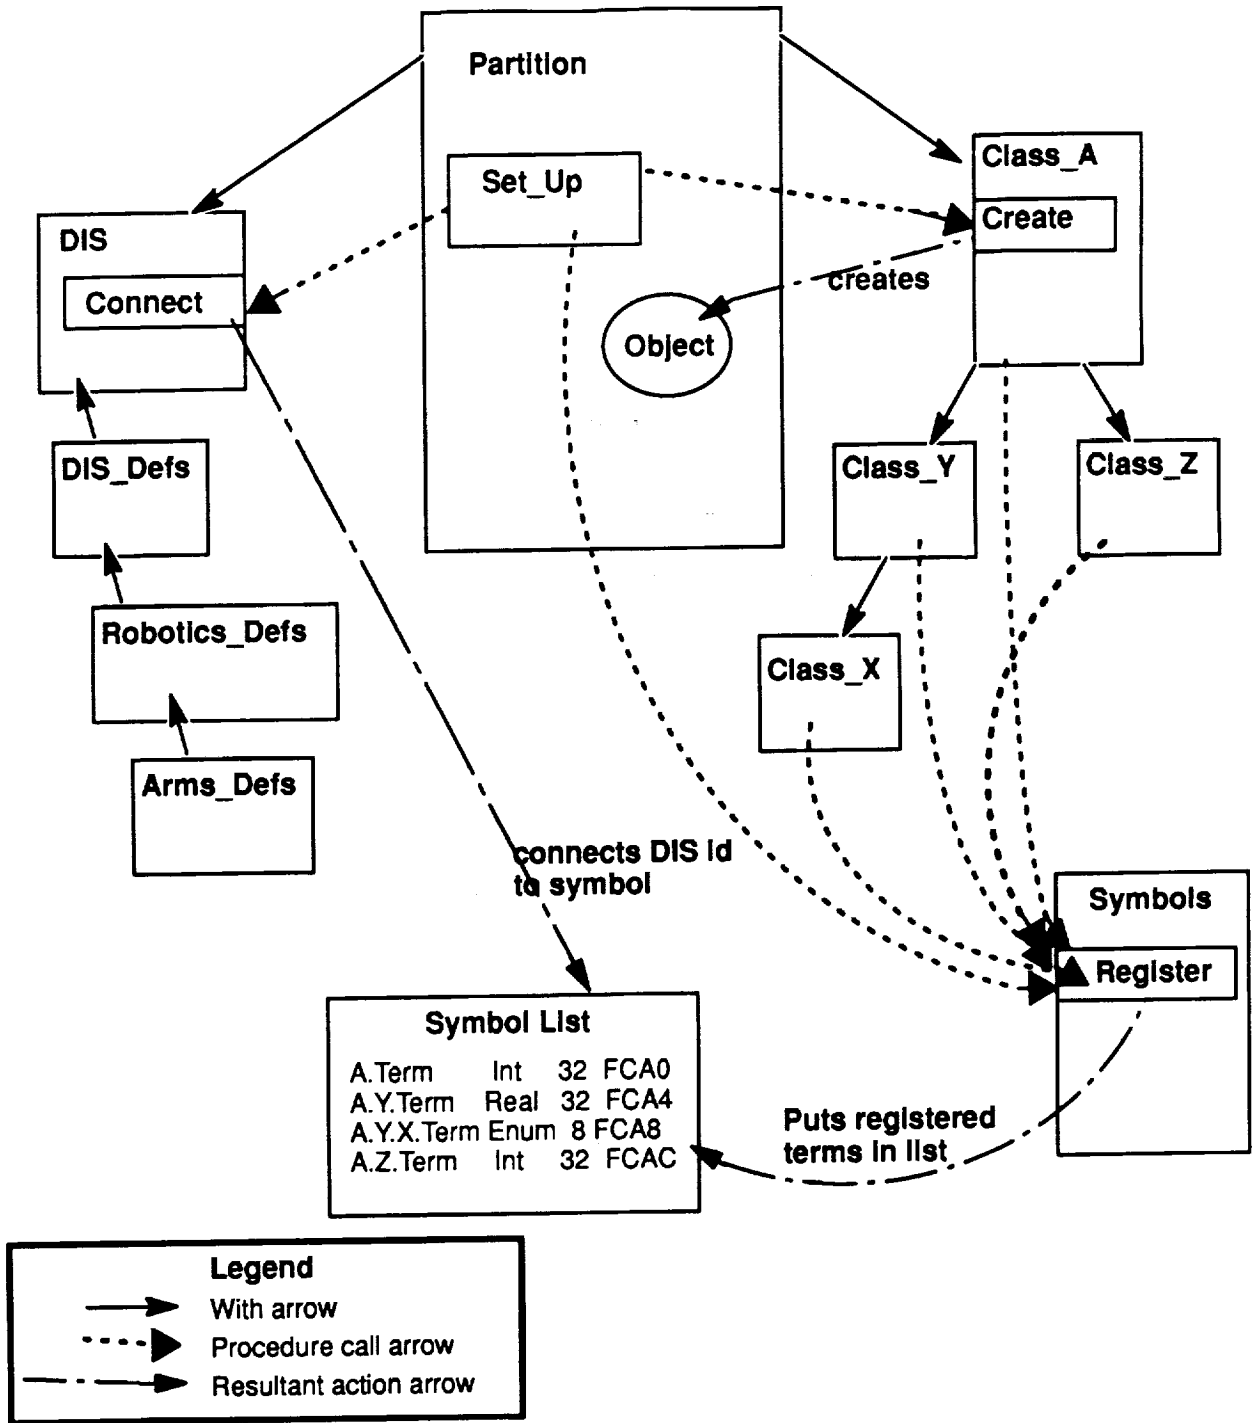 Partition
Class_A
Set_Up
Create
DIS
creates
Connect
Object
Class_Y
Class_Z
DIS_Defs
Robotics_Defs
Class_X
Arms_Defs
connects DIS id
to symbol
Symbols
Register
Symbol List
A.Term Int 32 FCA0
A.Y.Term Real 32 FCA4
A.Y.X.Term Enum 8 FCA8
A.Z.Term Int 32 FCAC
Puts registered
terms in list
Legend
With arrow
Procedure call arrow
Resultant action arrow